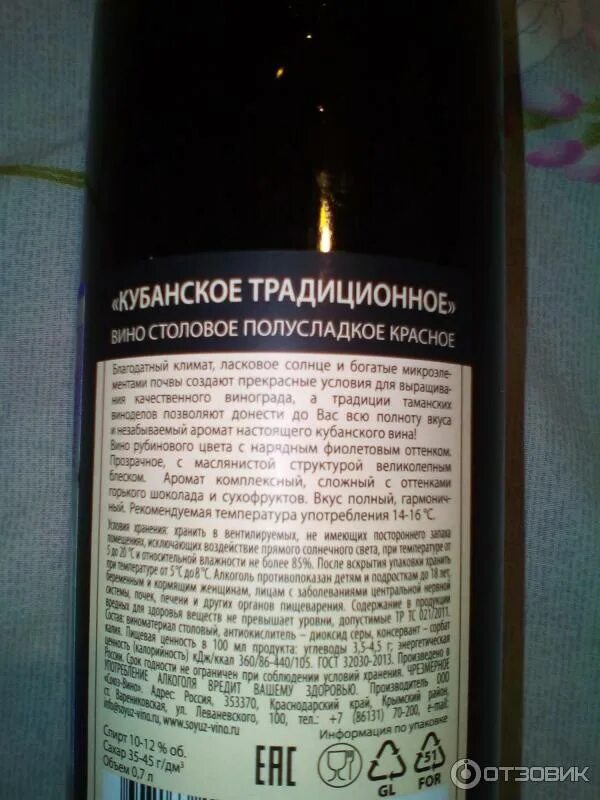 «КУБАНСКОЕ ТРАДИЦИОННОЕ»
ВИНО СТОЛОВОЕ ПОЛУСЛАДКОЕ КРАСНОЕ
Благодатный климат, ласковое солнце и богатые микроэле-
ментами почвы создают прекрасные условия для выращива-
ния качественного винограда, а традиции таманских
виноделов позволяют донести до Вас всю полноту вкуса
и незабываемый аромат настоящего кубанского вина!
Вино рубинового цвета с нарядным фиолетовым оттенком.
Прозрачное, с маслянистой структурой великолепным
блеском. Аромат комплексный, сложный с оттенками
горького шоколада и сухофруктов. Вкус полный, гармонич-
ный. Рекомендуемая температура употребления 14-16 °С.
Условия хранения: хранить в вентилируемых, не имеющих постороннего запаха
помещениях, исключающих воздействие прямого солнечного света, при температуре от
5 до 20 °С и относительной влажности не более 85%. После вскрытия упаковки хранить
при температуре от 5 °С до 8 °С. Алкоголь противопоказан детям и подросткам до 18 лет,
беременным и кормящим женщинам, лицам с заболеваниями центральной нервной
системы, почек, печени и других органов пищеварения. Содержание в продукции
вредных для здоровья веществ не превышает уровни, допустимые ТР ТС 021/2011.
Состав: виноматериал столовый, антиокислитель – диоксид серы, консервант – сорбат
калия. Пищевая ценность в 100 мл продукта: углеводы 3,5-4,5 г; энергетическая
ценность (калорийность) кДж/ккал 360/86-440/105. ГОСТ 32030-2013. Произведено в
России. Срок годности не ограничен при соблюдении условий хранения. ЧРЕЗМЕРНОЕ
УПОТРЕБЛЕНИЕ АЛКОГОЛЯ ВРЕДИТ ВАШЕМУ ЗДОРОВЬЮ. Производитель ООО
«Союз-Вино». Адрес: Россия, 353370, Краснодарский край, Крымский район,
ст. Варениковская, ул. Леваневского, 100, тел.: +7 (86131) 70-200, e-mail:
info@soyuz-vino.ru, www.soyuz-vino.ru
Информация по упаковке
Спирт 10-12 % об.
Сахар 35-45 г/дм³
Объем 0,7 л
EAC
GL
51
FOR
ОТЗОВИК